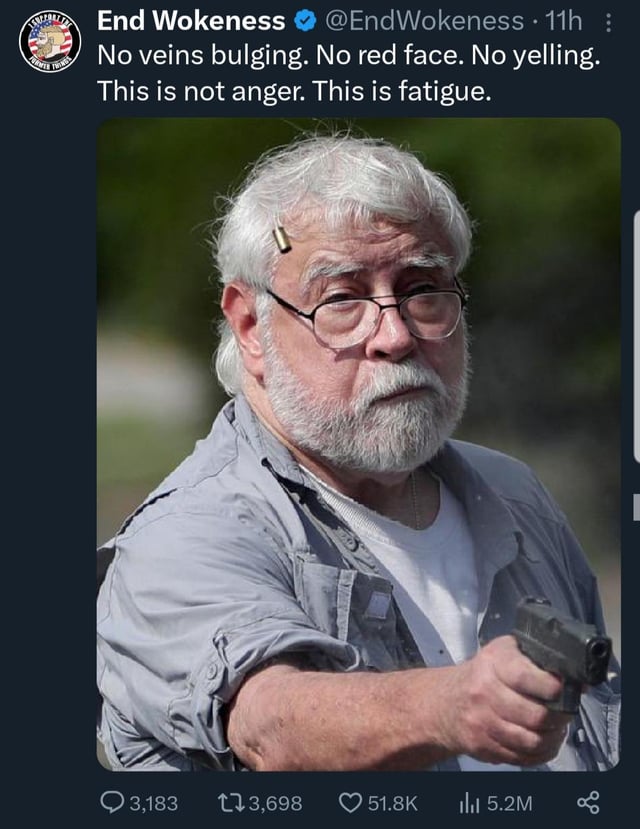 End Wokeness @EndWokeness · 11h
No veins bulging. No red face. No yelling.
This is not anger. This is fatigue.
3,183 3,698 51.8K 5.2M